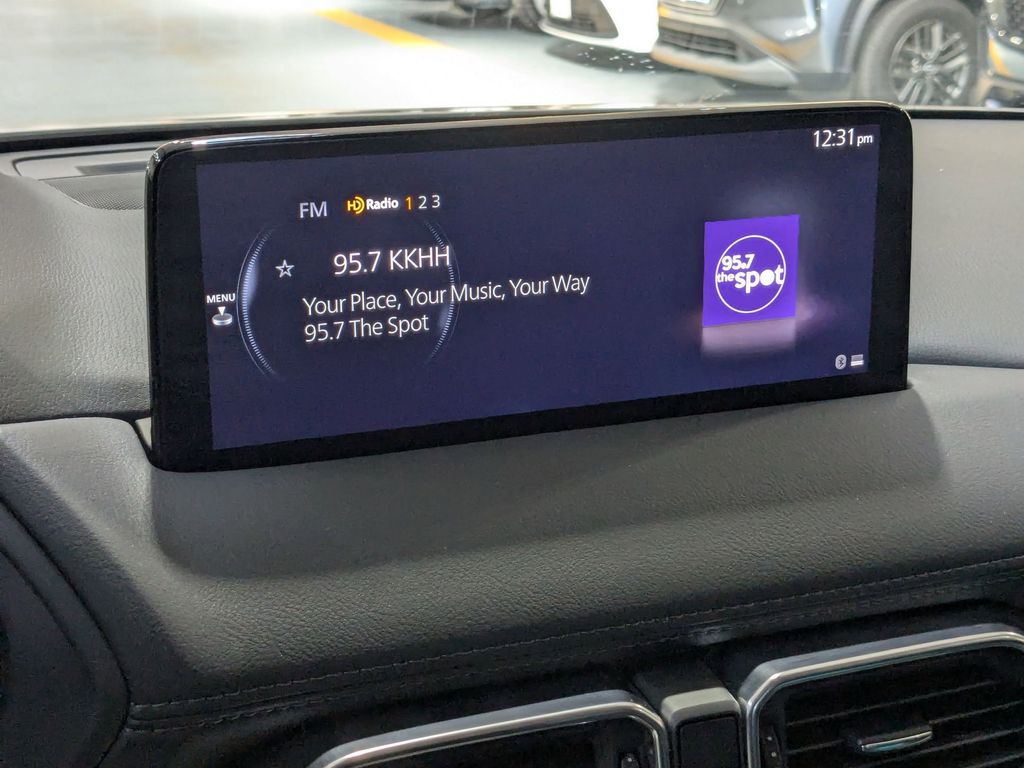 12:31 pm
FM HD Radio 1 2 3
95.7 KKHH
MENU
Your Place, Your Music, Your Way
95.7 The Spot
95.7
the spot